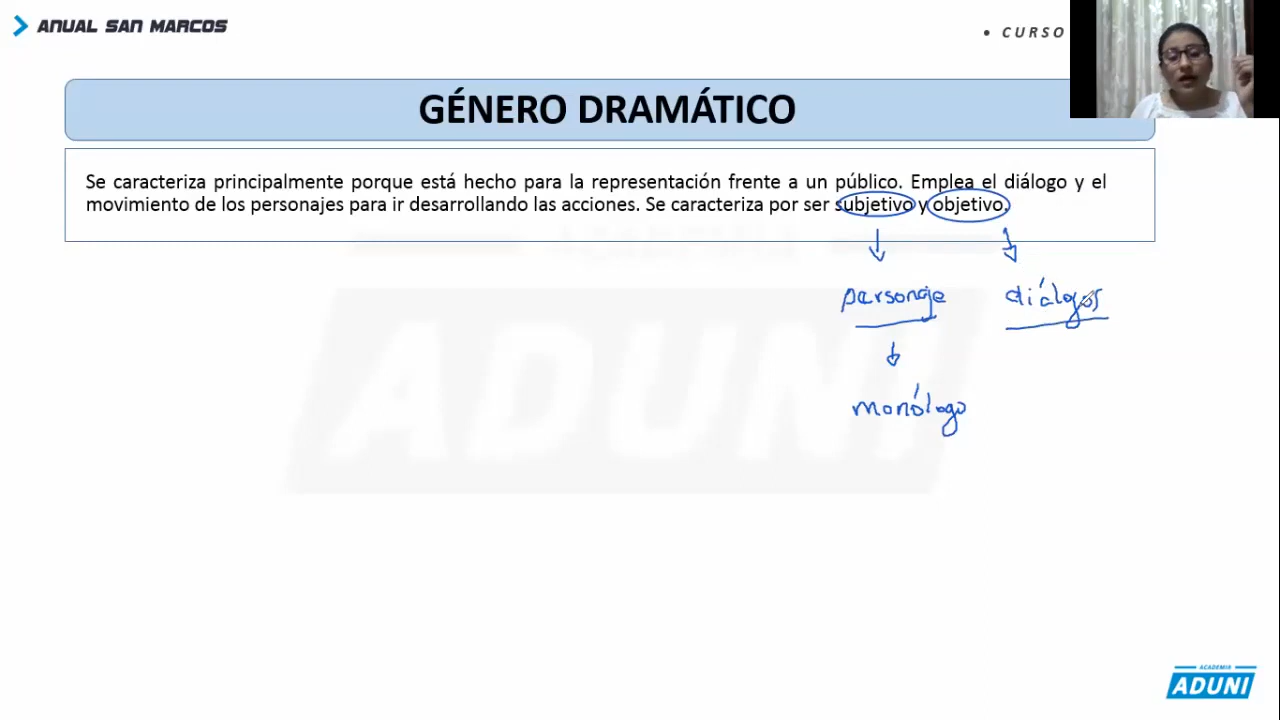 ANUAL SAN MARCOS
• CURSO
GÉNERO DRAMÁTICO
Se caracteriza principalmente porque está hecho para la representación frente a un público. Emplea el diálogo y el
movimiento de los personajes para ir desarrollando las acciones. Se caracteriza por ser subjetivo y objetivo.
personaje diálogos
monólogo
ADUNI
ACADEMIA
ADUNI